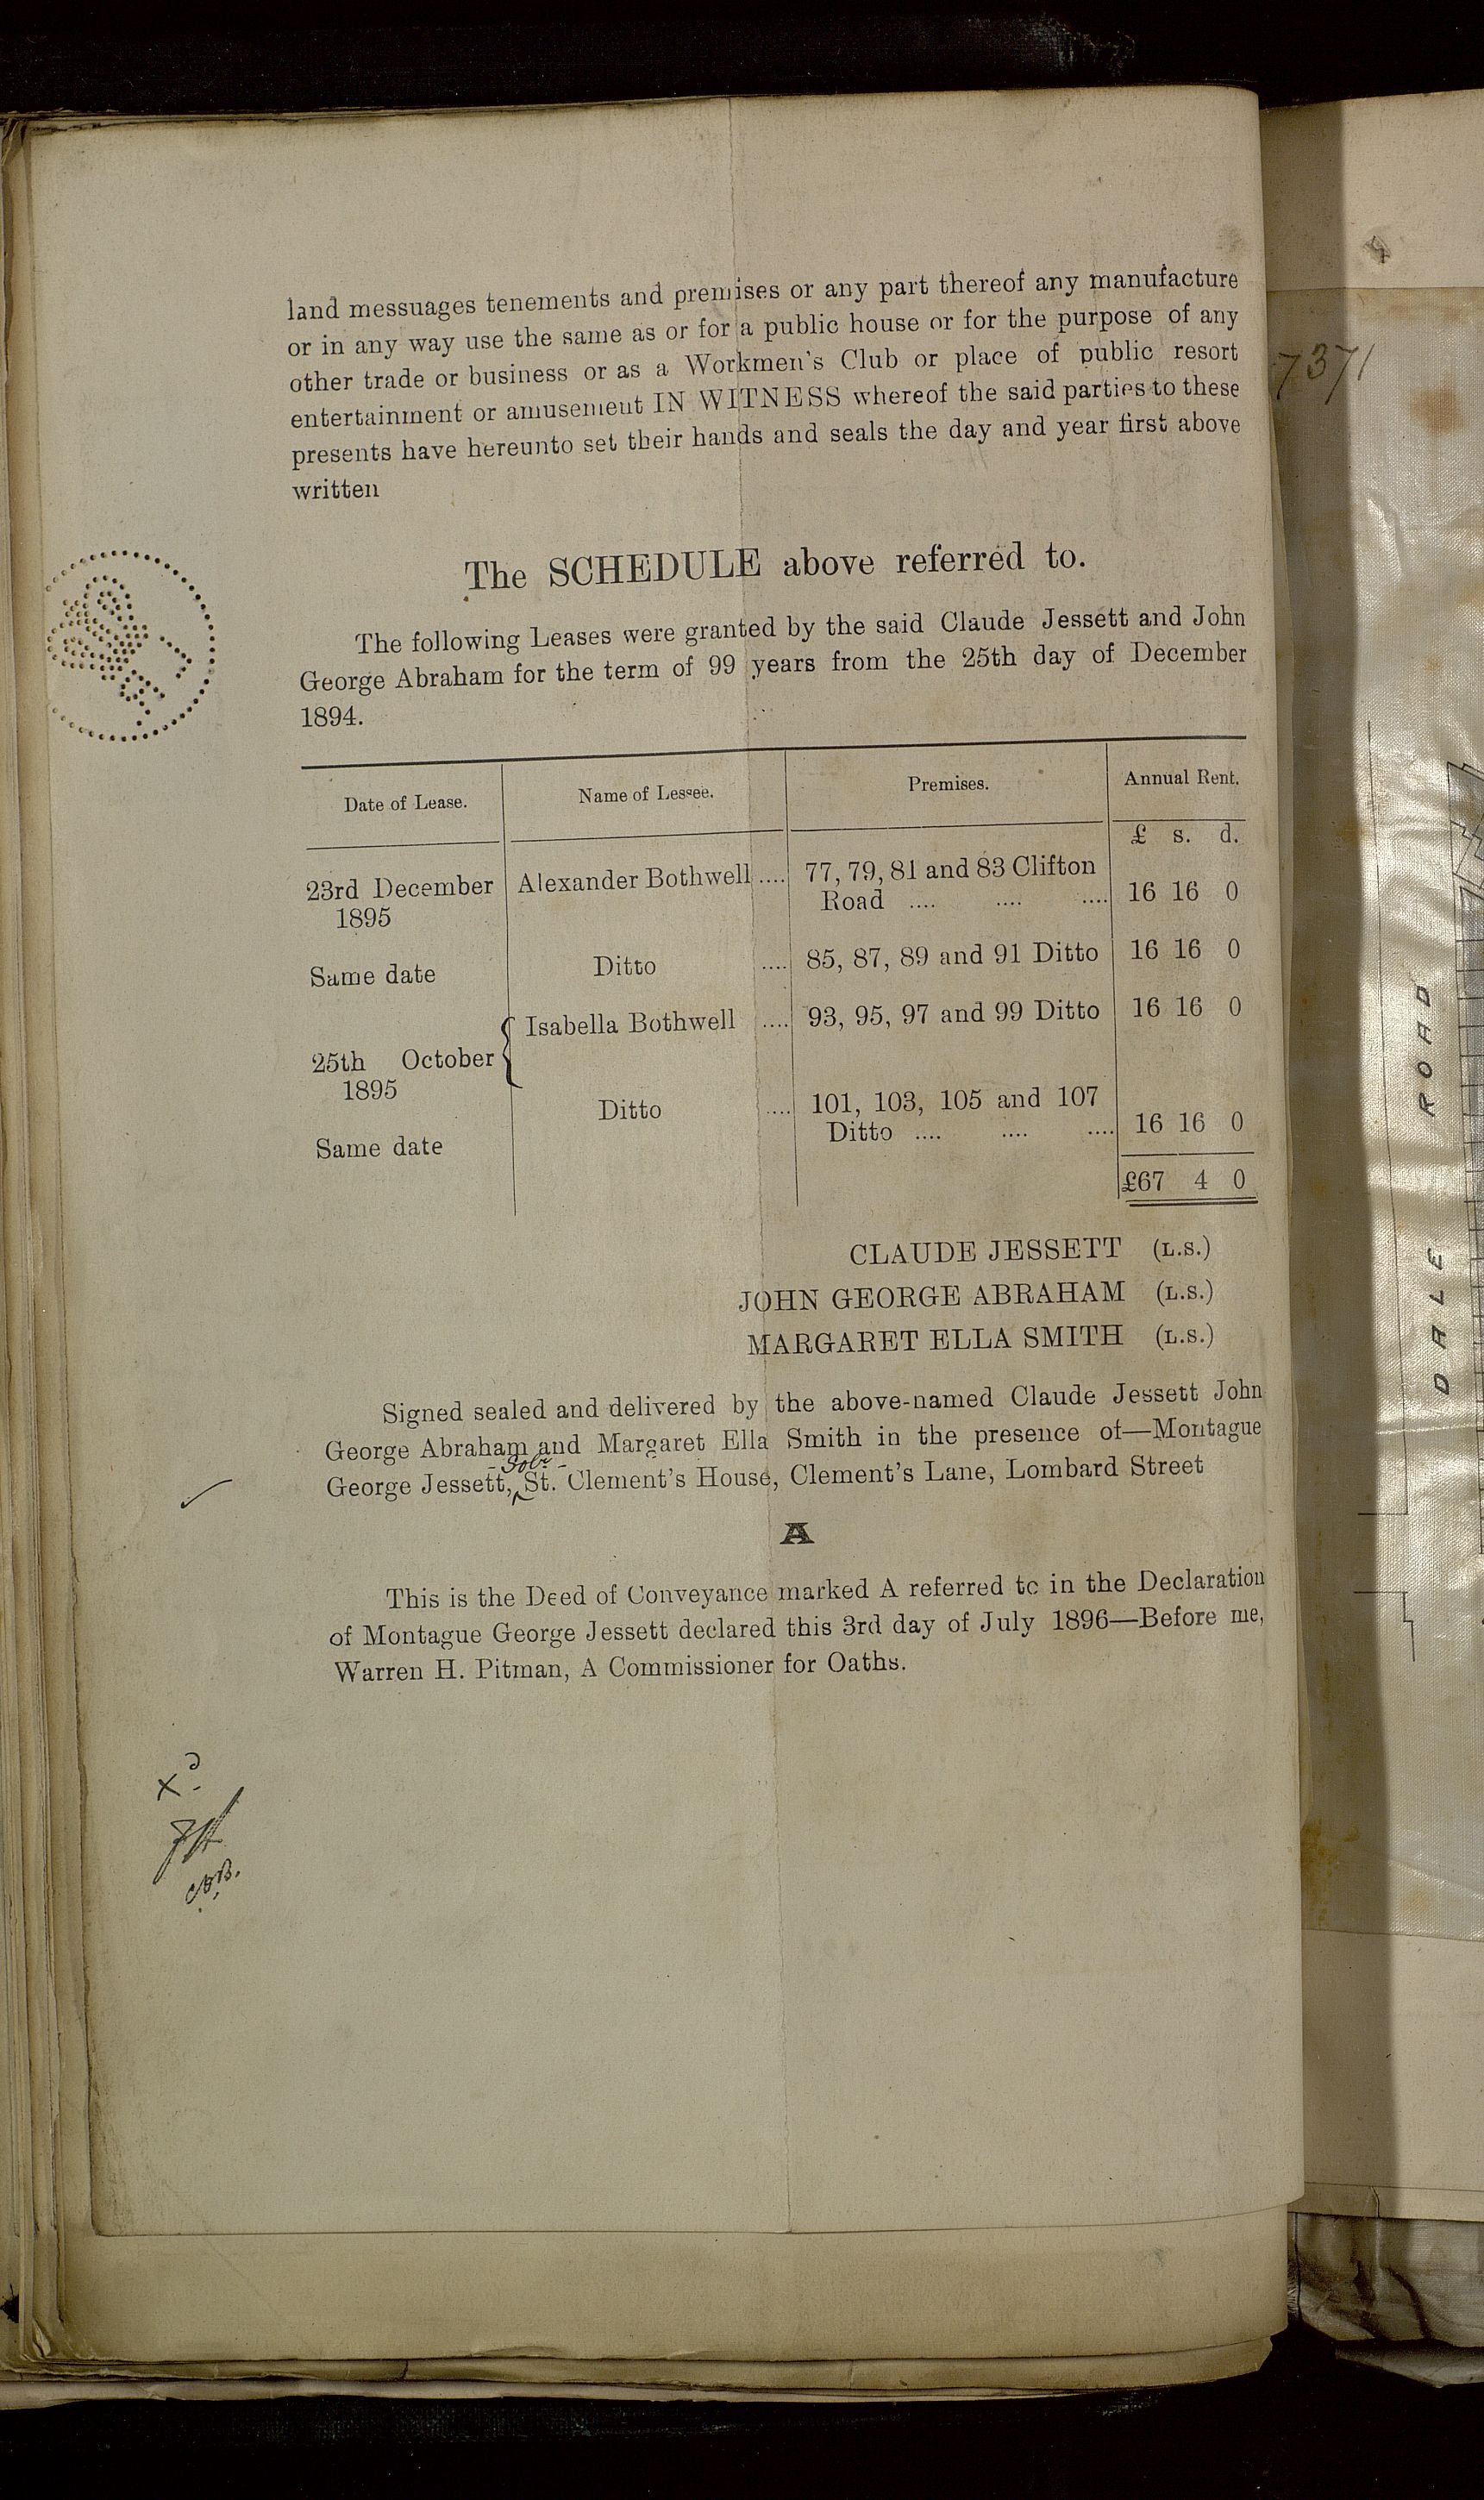 land messuages tenements and premises or any part thereof any manufacture
or in any way use the same as or for a public house or for the purpose of any
other trade or business or as a Workmen's Club or place of public resort
entertainment or amusement IN WITNESS whereof the said parties to these
presents have hereunto set their hands and seals the day and year first above
written
The SCHEDULE above referred to.
The following Leases were granted by the said Claude Jessett and John
George Abraham for the term of 99 years from the 25th day of December
1894.
Date of Lease. Name of Lessee. Premises. Annual Rent.
£ s. d.
23rd December Alexander Bothwell .... 77, 79, 81 and 83 Clifton
1895 Road .... .... .... 16 16 0
Same date Ditto .... 85, 87, 89 and 91 Ditto 16 16 0
Isabella Bothwell .... 93, 95, 97 and 99 Ditto 16 16 0
25th October
1895
Ditto .... 101, 103, 105 and 107
Same date Ditto .... .... .... 16 16 0
£67 4 0
CLAUDE JESSETT (L.S.)
JOHN GEORGE ABRAHAM (L.S.)
MARGARET ELLA SMITH (L.S.)
Signed sealed and delivered by the above-named Claude Jessett John
George Abraham and Margaret Ella Smith in the presence of—Montague
George Jessett, Solr St. Clement's House, Clement's Lane, Lombard Street
A
This is the Deed of Conveyance marked A referred to in the Declaration
of Montague George Jessett declared this 3rd day of July 1896—Before me,
Warren H. Pitman, A Commissioner for Oaths.
7371
DALE ROAD